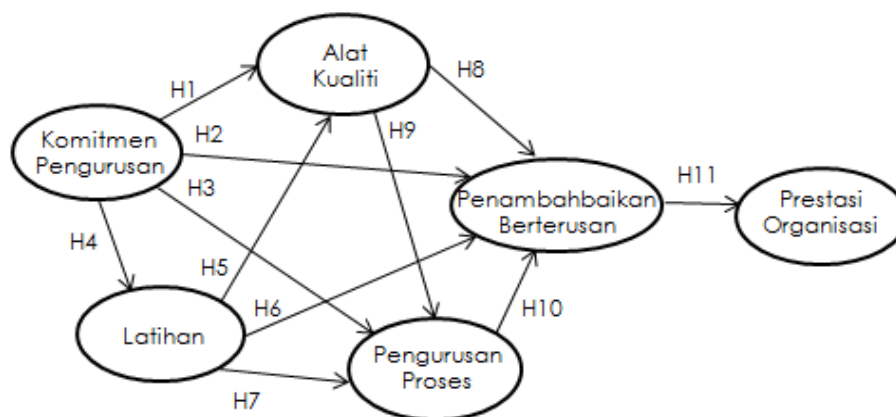 Alat
Kualiti
H8
H1
H9
H2
Komitmen
Pengurusan
H3
H11
Prestasi
Organisasi
Penambahbaikan
Berterusan
H4
H5
H6
H10
Latihan
Pengurusan
Proses
H7